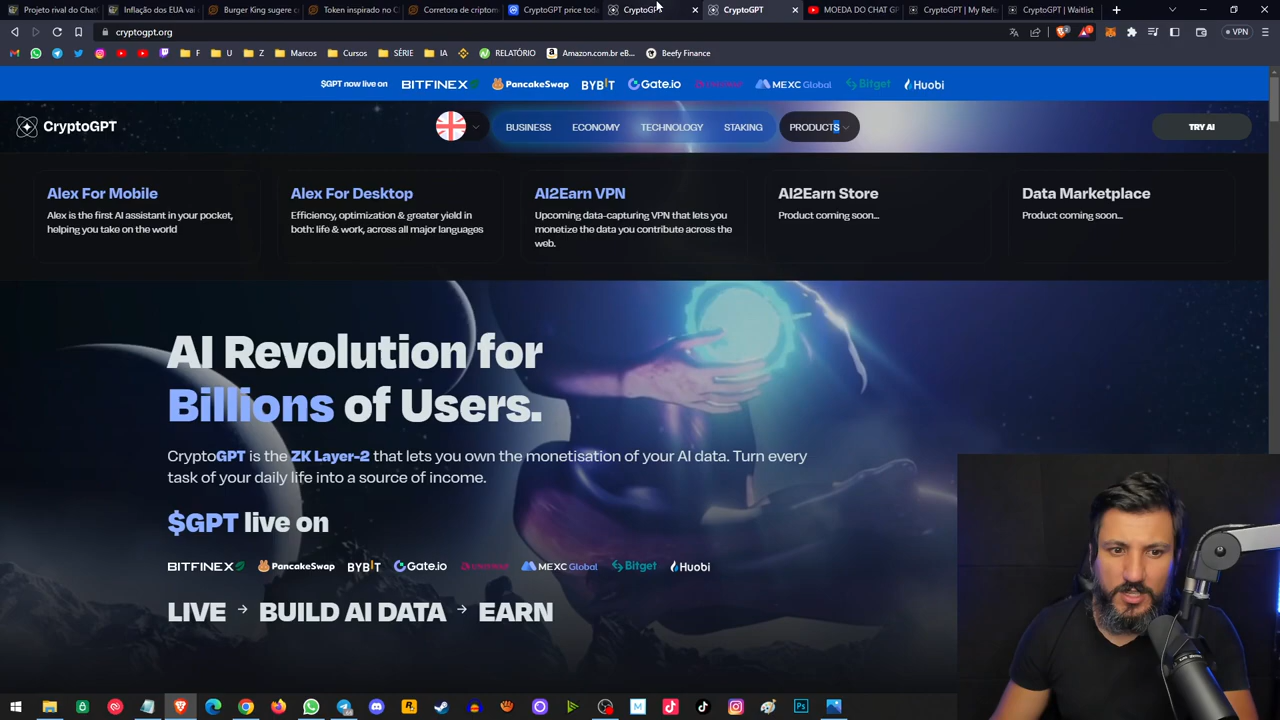 Projeto rival do Chat
Inflação dos EUA vai
Burger King sugere c
Token inspirado no C
Corretora de criptom
CryptoGPT price toda
CryptoGPT
CryptoGPT
MOEDA DO CHAT GP
CryptoGPT | My Refe
CryptoGPT | Waitlist
cryptogpt.org
VPN
F
U
Z
Marcos
Cursos
SÉRIE
IA
RELATÓRIO
Amazon.com.br eB...
Beefy Finance
$GPT now live on
BITFINEX
PancakeSwap
BYBIT
Gate.io
MEXC Global
Bitget
Huobi
CryptoGPT
BUSINESS
ECONOMY
TECHNOLOGY
STAKING
PRODUCTS
TRY AI
Alex For Mobile
Alex is the first AI assistant in your pocket,
helping you take on the world
Alex For Desktop
Efficiency, optimization & greater yield in
both: life & work, across all major languages
AI2Earn VPN
Upcoming data-capturing VPN that lets you
monetize the data you contribute across the
web.
AI2Earn Store
Product coming soon...
Data Marketplace
Product coming soon...
AI Revolution for
Billions of Users.
CryptoGPT is the ZK Layer-2 that lets you own the monetisation of your AI data. Turn every
task of your daily life into a source of income.
$GPT live on
BITFINEX
PancakeSwap
BYBIT
Gate.io
MEXC Global
Bitget
Huobi
LIVE → BUILD AI DATA → EARN